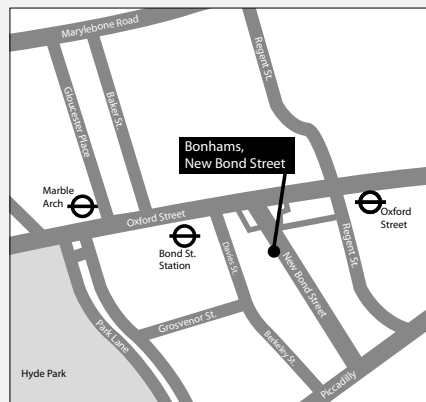 Marylebone Road
Regent St.
Gloucester Place
Baker St.
Bonhams,
New Bond Street
Marble
Arch
Oxford
Street
Oxford Street
Bond St.
Station
Davies St.
New Bond Street
Regent St.
Park Lane
Grosvenor St.
Berkeley St.
Hyde Park
Piccadilly